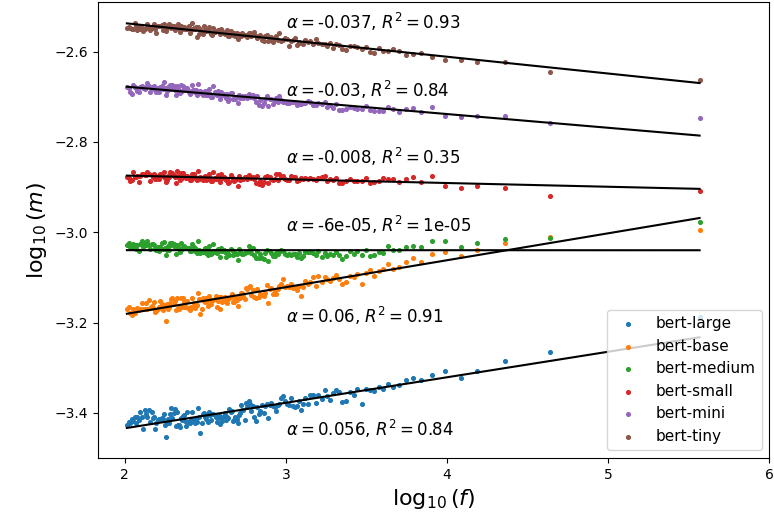 α = -0.037, R² = 0.93
−2.6
α = -0.03, R² = 0.84
−2.8
α = -0.008, R² = 0.35
α = -6e-05, R² = 1e-05
−3.0
α = 0.06, R² = 0.91
−3.2
α = 0.056, R² = 0.84
−3.4
log₁₀(m)
bert-large
bert-base
bert-medium
bert-small
bert-mini
bert-tiny
2 3 4 5 6
log₁₀(f)